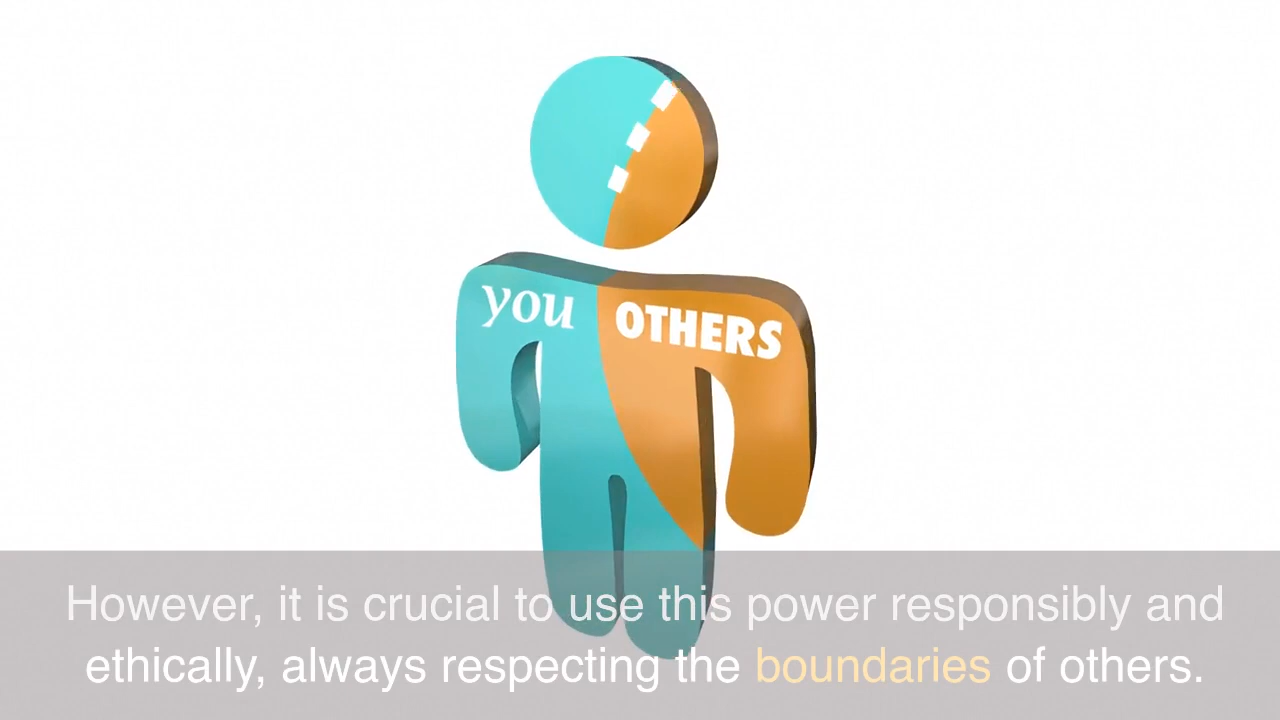 you OTHERS
However, it is crucial to use this power responsibly and
ethically, always respecting the boundaries of others.